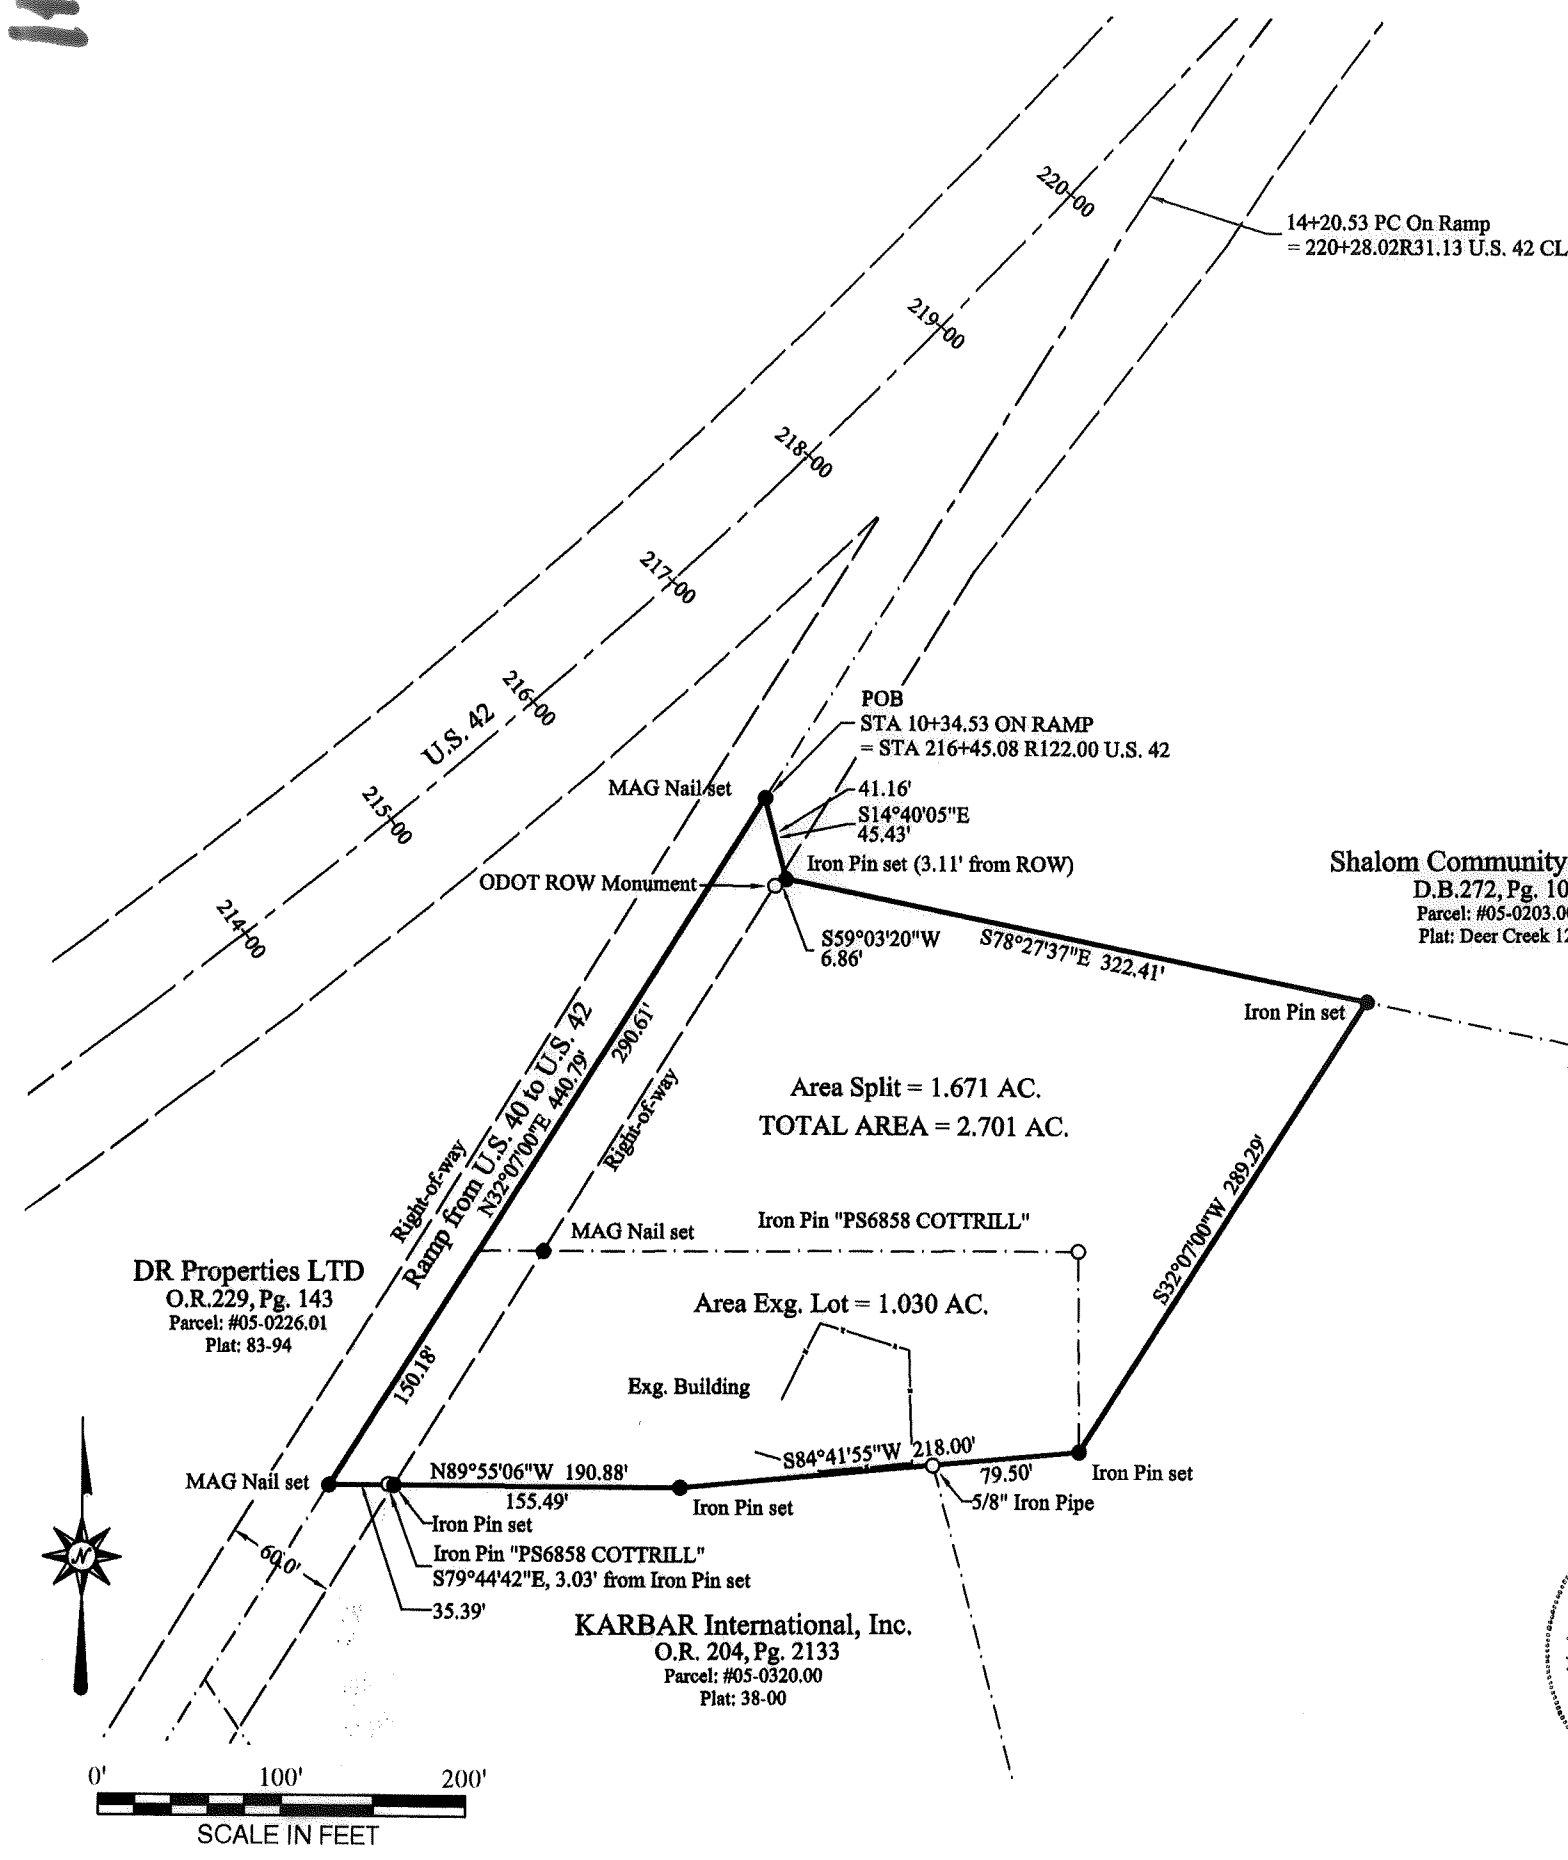 220+00
14+20.53 PC On Ramp
= 220+28.02R31.13 U.S. 42 CL
219+00
218+00
217+00
216+00
U.S. 42
215+00
214+00
POB
STA 10+34.53 ON RAMP
= STA 216+45.08 R122.00 U.S. 42
MAG Nail set
41.16'
S14°40'05"E
45.43'
Iron Pin set (3.11' from ROW)
ODOT ROW Monument
S59°03'20"W
6.86'
S78°27'37"E 322.41'
Shalom Community
D.B.272, Pg. 10
Parcel: #05-0203.0
Plat: Deer Creek 12
Iron Pin set
290.61'
Ramp from U.S. 40 to U.S. 42
N32°07'00"E 440.79'
Right-of-way
Right-of-way
Area Split = 1.671 AC.
TOTAL AREA = 2.701 AC.
S32°07'00"W 289.29'
MAG Nail set
Iron Pin "PS6858 COTTRILL"
DR Properties LTD
O.R.229, Pg. 143
Parcel: #05-0226.01
Plat: 83-94
Area Exg. Lot = 1.030 AC.
150.18'
Exg. Building
S84°41'55"W 218.00'
MAG Nail set
N89°55'06"W 190.88'
155.49'
79.50'
Iron Pin set
Iron Pin set
5/8" Iron Pipe
Iron Pin set
Iron Pin "PS6858 COTTRILL"
S79°44'42"E, 3.03' from Iron Pin set
35.39'
60.0'
N
KARBAR International, Inc.
O.R. 204, Pg. 2133
Parcel: #05-0320.00
Plat: 38-00
0' 100' 200'
SCALE IN FEET